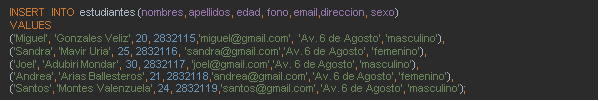 INSERT INTO estudiantes(nombres,apellidos, edad, fono,email,direccion, sexo)
VALUES
('Miguel', 'Gonzales Veliz', 20, 2832115,'miguel@gmail.com', 'Av. 6 de Agosto', 'masculino'),
('Sandra', 'Mavir Uria', 25, 2832116, 'sandra@gmail.com','Av. 6 de Agosto', 'femenino'),
('Joel', 'Adubiri Mondar', 30, 2832117, 'joel@gmail.com','Av. 6 de Agosto', 'masculino'),
('Andrea', 'Arias Ballesteros', 21, 2832118,'andrea@gmail.com','Av. 6 de Agosto', 'femenino'),
('Santos', 'Montes Valenzuela', 24, 2832119,'santos@gmail.com','Av. 6 de Agosto', 'masculino');